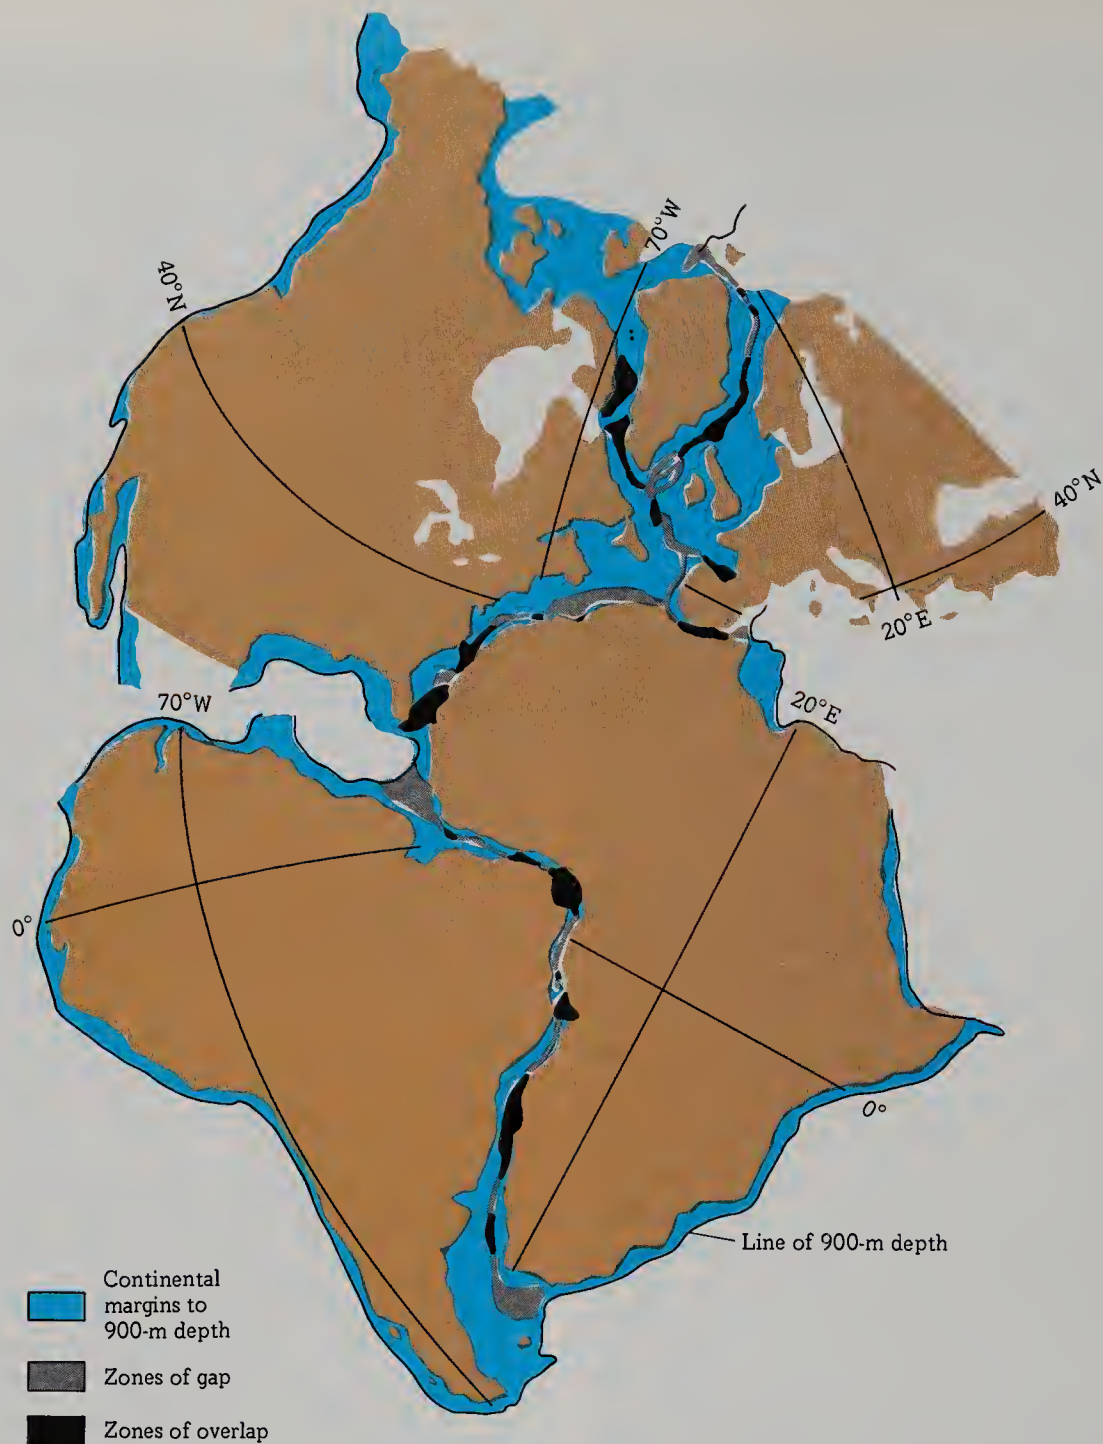 70°W
40°N
40°N
20°E
70°W
20°E
0°
0°
Line of 900-m depth
Continental
margins to
900-m depth
Zones of gap
Zones of overlap